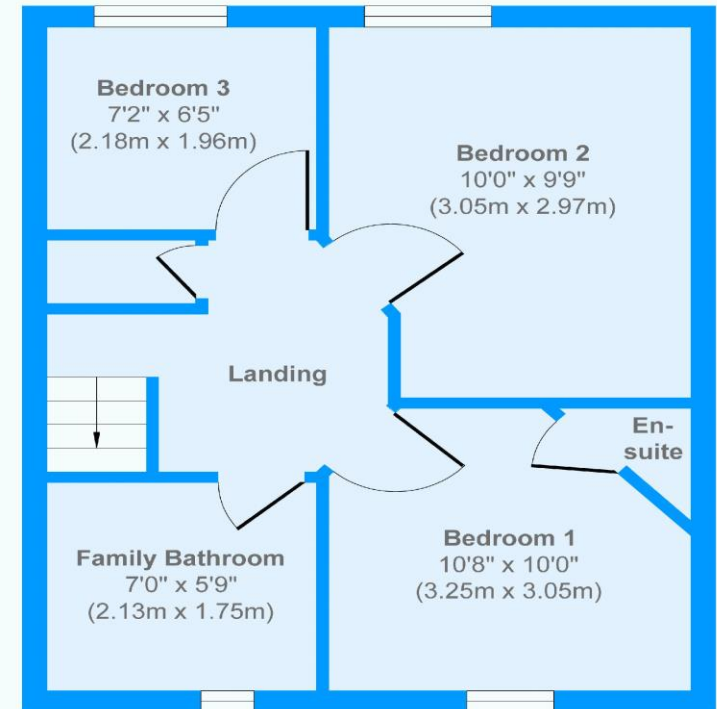 Bedroom 3
7'2" x 6'5"
(2.18m x 1.96m)
Bedroom 2
10'0" x 9'9"
(3.05m x 2.97m)
Landing
En-
suite
Bedroom 1
10'8" x 10'0"
(3.25m x 3.05m)
Family Bathroom
7'0" x 5'9"
(2.13m x 1.75m)